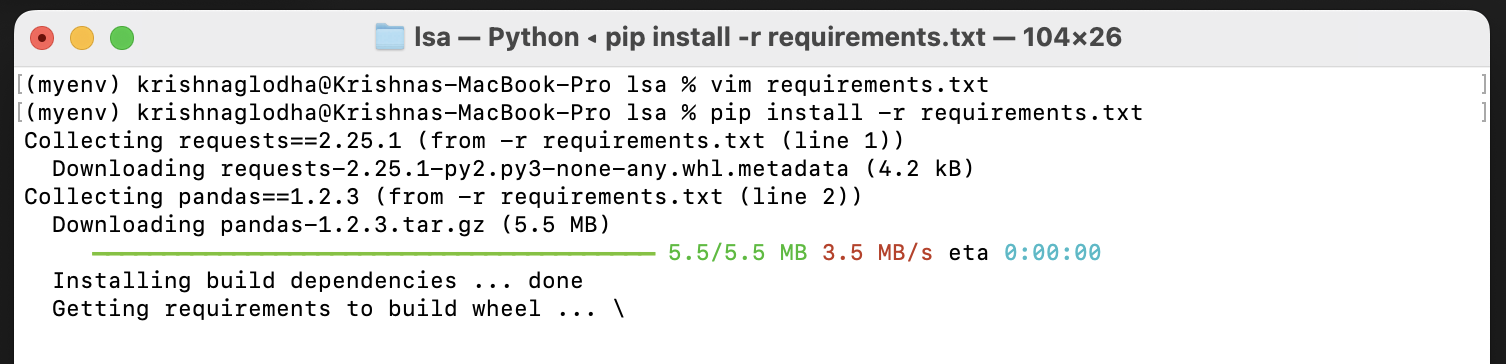 lsa — Python ◂ pip install -r requirements.txt — 104×26
[(myenv) krishnaglodha@Krishnas-MacBook-Pro lsa % vim requirements.txt ]
[(myenv) krishnaglodha@Krishnas-MacBook-Pro lsa % pip install -r requirements.txt ]
Collecting requests==2.25.1 (from -r requirements.txt (line 1))
Downloading requests-2.25.1-py2.py3-none-any.whl.metadata (4.2 kB)
Collecting pandas==1.2.3 (from -r requirements.txt (line 2))
Downloading pandas-1.2.3.tar.gz (5.5 MB)
━━━━━━━━━━━━━━━━━━━━━━━━━━━━━━━━━━━━━━━━ 5.5/5.5 MB 3.5 MB/s eta 0:00:00
Installing build dependencies ... done
Getting requirements to build wheel ... \